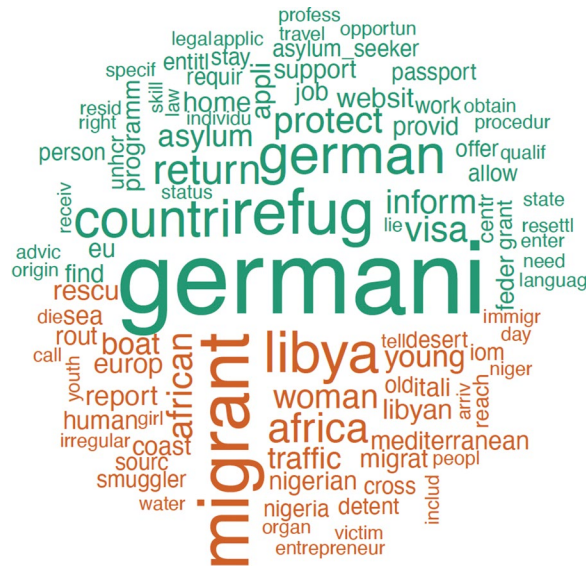 profess
travel opportun
legal applic asylum_seeker
entitl stay
specif requir appli support passport
resid right skill law home job websit work obtain
programm individu protect provid procedur
person unhcr asylum german offer qualif
return allow
receiv status inform centr state
countri refug lie visa grant resettl
advic eu feder enter
origin find need
germani languag
rescu immigr
die sea day
rout boat libya tell desert iom
call europ african migrant young niger
youth old itali
report woman libyan arriv reach
human girl africa
irregular coast mediterranean
sourc traffic migrat peopl
smuggler nigerian cross
water nigeria detent includ
organ victim
entrepreneur